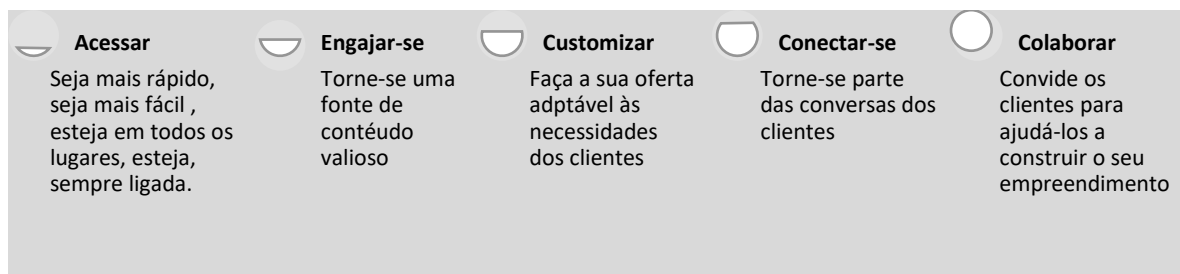 Acessar
Seja mais rápido,
seja mais fácil ,
esteja em todos os
lugares, esteja,
sempre ligada.
Engajar-se
Torne-se uma
fonte de
contéudo
valioso
Customizar
Faça a sua oferta
adptável às
necessidades
dos clientes
Conectar-se
Torne-se parte
das conversas dos
clientes
Colaborar
Convide os
clientes para
ajudá-los a
construir o seu
empreendimento